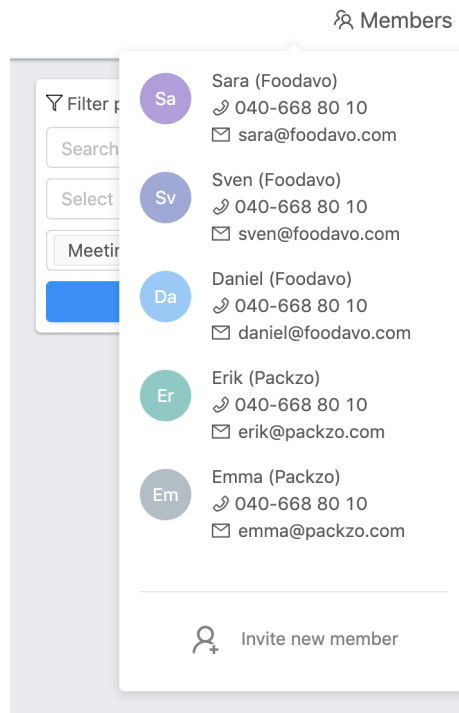 Members
Filter
Search
Select
Sa
Sara (Foodavo)
040-668 80 10
sara@foodavo.com
Sv
Sven (Foodavo)
040-668 80 10
sven@foodavo.com
Da
Daniel (Foodavo)
040-668 80 10
daniel@foodavo.com
Er
Erik (Packzo)
040-668 80 10
erik@packzo.com
Em
Emma (Packzo)
040-668 80 10
emma@packzo.com
Invite new member